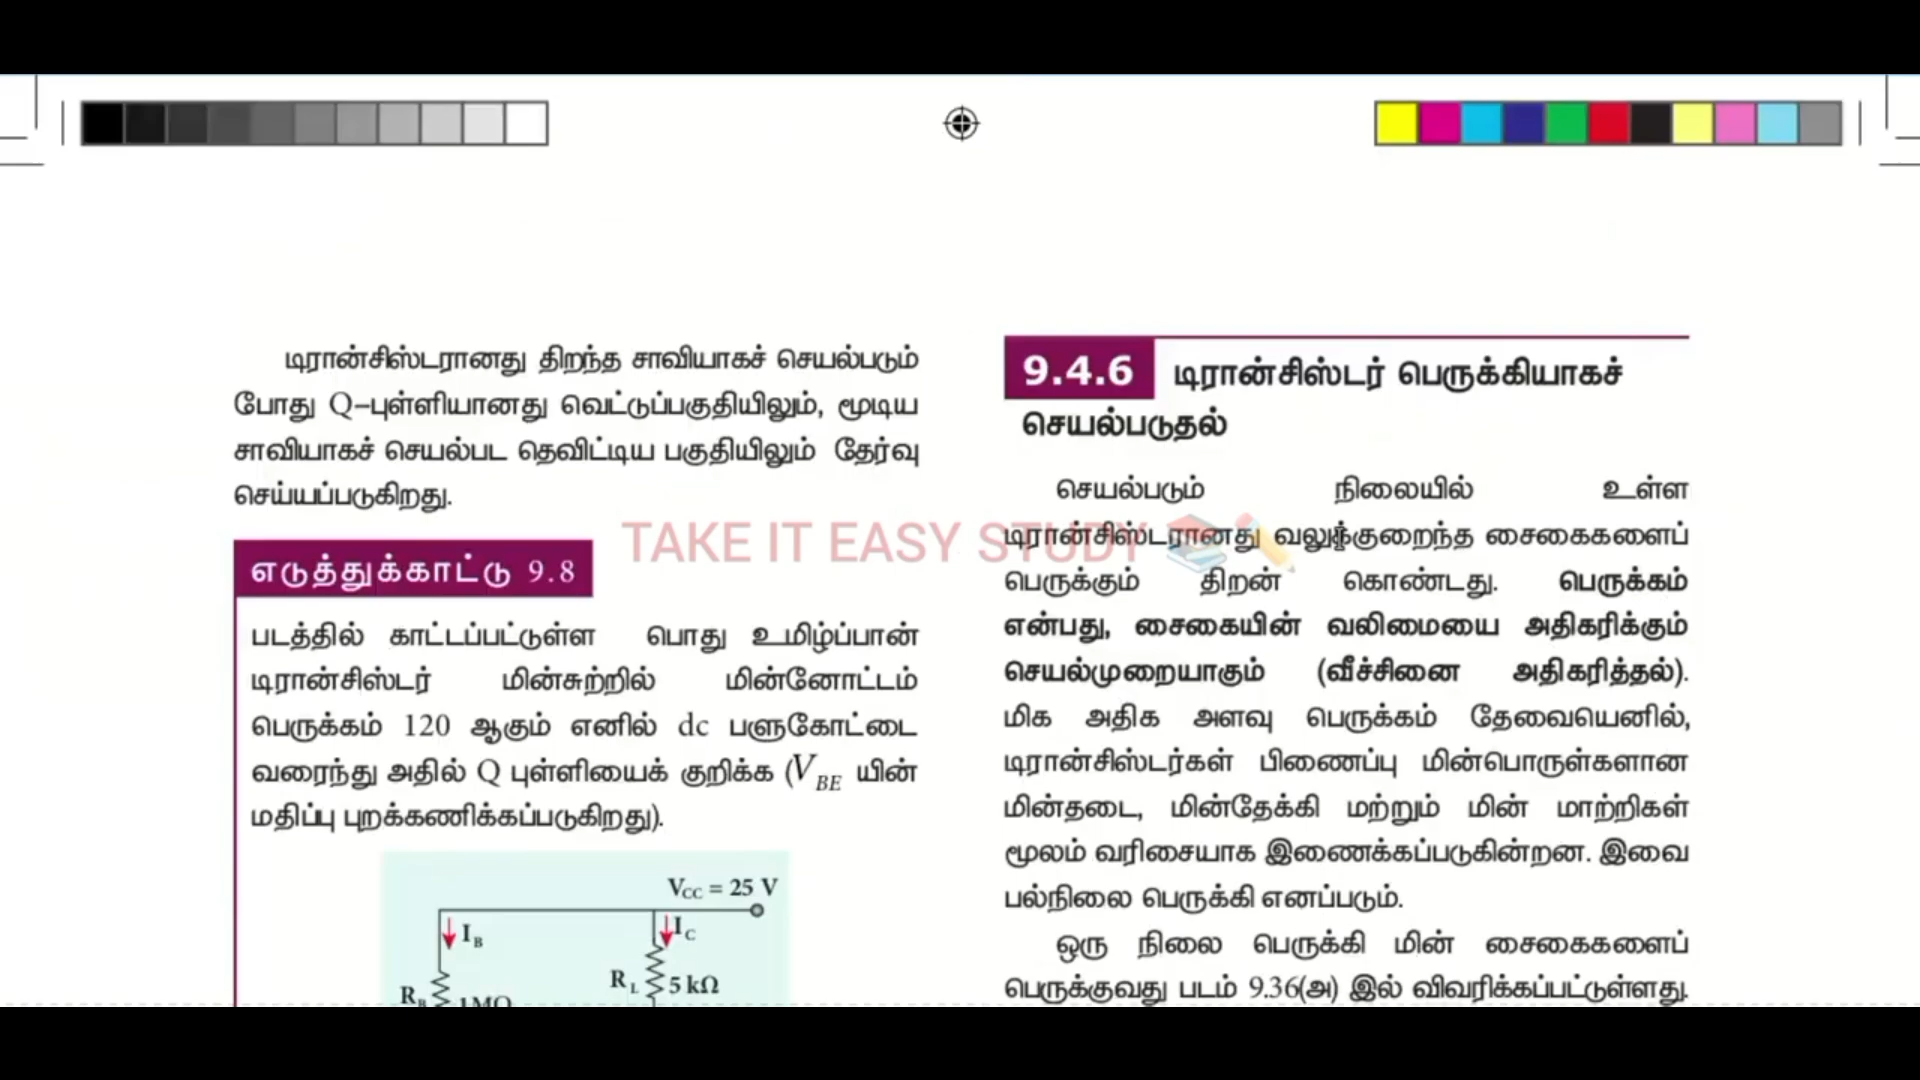 டிரான்சிஸ்டரானது திறந்த சாவியாகச் செயல்படும்
போது Q–புள்ளியானது வெட்டுப்பகுதியிலும், மூடிய
சாவியாகச் செயல்பட தெவிட்டிய பகுதியிலும் தேர்வு
செய்யப்படுகிறது.
எடுத்துக்காட்டு 9.8
படத்தில் காட்டப்பட்டுள்ள பொது உமிழ்ப்பான்
டிரான்சிஸ்டர் மின்சுற்றில் மின்னோட்டம்
பெருக்கம் 120 ஆகும் எனில் dc பளுகோட்டை
வரைந்து அதில் Q புள்ளியைக் குறிக்க (V_BE யின்
மதிப்பு புறக்கணிக்கப்படுகிறது).
V_CC = 25 V
I_B
I_C
R_B 1MΩ
R_L 5 kΩ
9.4.6 டிரான்சிஸ்டர் பெருக்கியாகச்
செயல்படுதல்
செயல்படும் நிலையில் உள்ள
டிரான்சிஸ்டரானது வலுக்குறைந்த சைகைகளைப்
பெருக்கும் திறன் கொண்டது. பெருக்கம்
என்பது, சைகையின் வலிமையை அதிகரிக்கும்
செயல்முறையாகும் (வீச்சினை அதிகரித்தல்).
மிக அதிக அளவு பெருக்கம் தேவையெனில்,
டிரான்சிஸ்டர்கள் பிணைப்பு மின்பொருள்களான
மின்தடை, மின்தேக்கி மற்றும் மின் மாற்றிகள்
மூலம் வரிசையாக இணைக்கப்படுகின்றன. இவை
பல்நிலை பெருக்கி எனப்படும்.
ஒரு நிலை பெருக்கி மின் சைகைகளைப்
பெருக்குவது படம் 9.36(அ) இல் விவரிக்கப்பட்டுள்ளது.
TAKE IT EASY STUDY